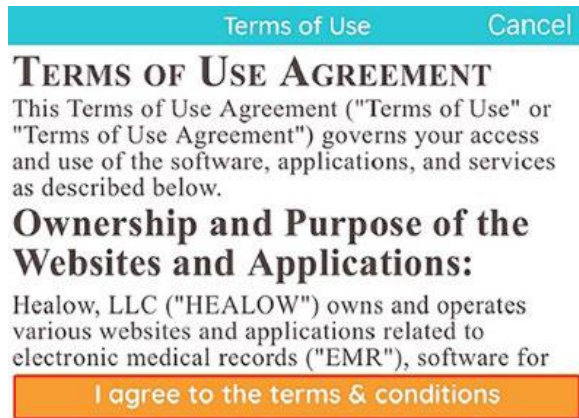 Terms of Use Cancel
TERMS OF USE AGREEMENT
This Terms of Use Agreement ("Terms of Use" or
"Terms of Use Agreement") governs your access
and use of the software, applications, and services
as described below.
Ownership and Purpose of the
Websites and Applications:
Healow, LLC ("HEALOW") owns and operates
various websites and applications related to
electronic medical records ("EMR"), software for
I agree to the terms & conditions